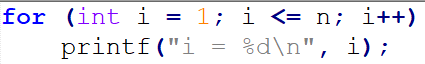 for (int i = 1; i <= n; i++)
    printf("i = %d\n", i);